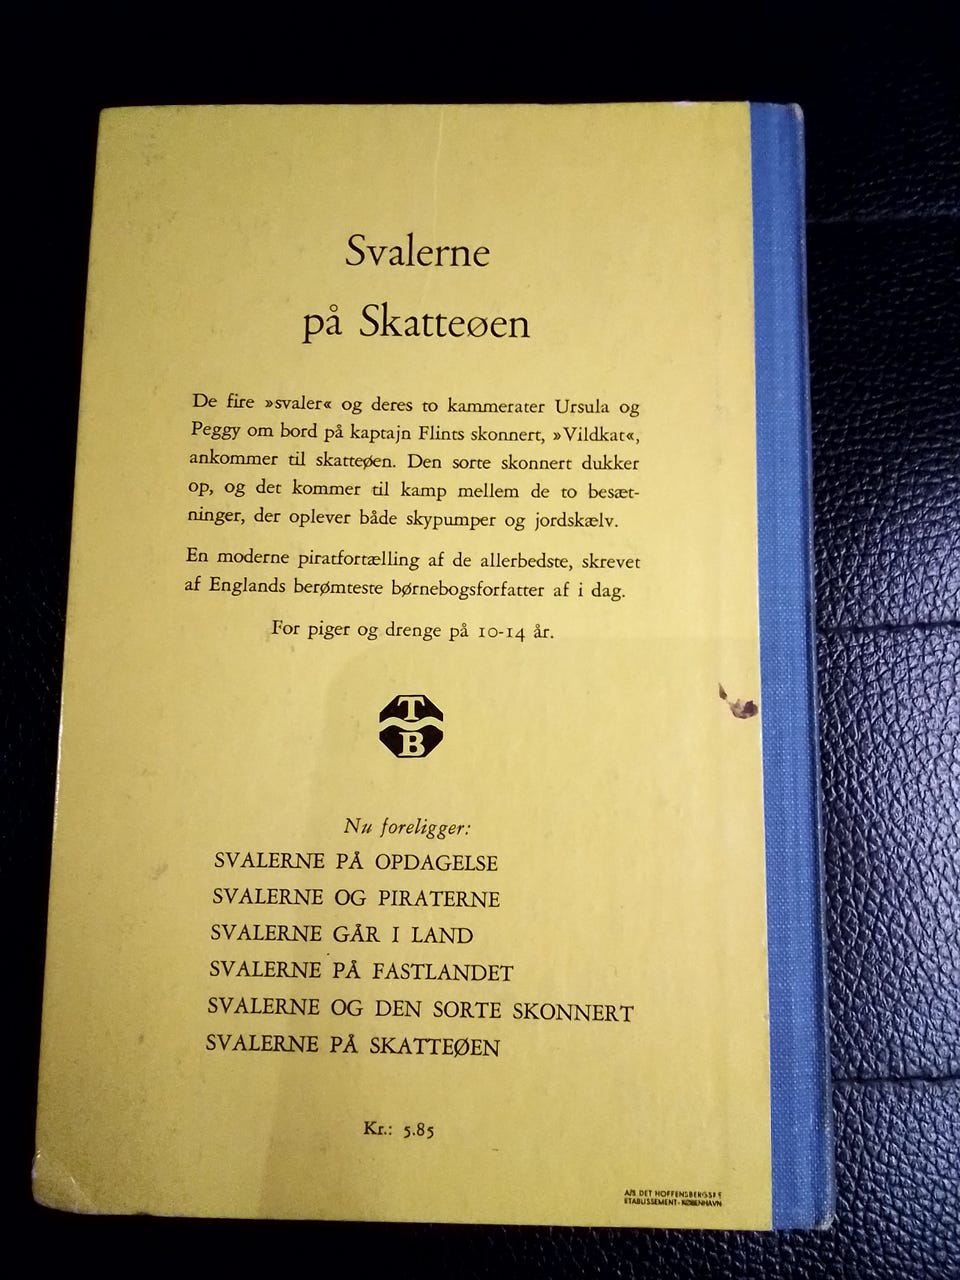 Svalerne
på Skatteøen
De fire »svaler« og deres to kammerater Ursula og
Peggy om bord på kaptajn Flints skonnert, »Vildkat«,
ankommer til skatteøen. Den sorte skonnert dukker
op, og det kommer til kamp mellem de to besæt-
ninger, der oplever både skypumper og jordskælv.
En moderne piratfortælling af de allerbedste, skrevet
af Englands berømteste børnebogsforfatter af i dag.
For piger og drenge på 10-14 år.
T
B
Nu foreligger:
SVALERNE PÅ OPDAGELSE
SVALERNE OG PIRATERNE
SVALERNE GÅR I LAND
SVALERNE PÅ FASTLANDET
SVALERNE OG DEN SORTE SKONNERT
SVALERNE PÅ SKATTEØEN
Kr.: 5.85
A/S DET HOFFENSBERGSKE
ETABLISSEMENT - KØBENHAVN